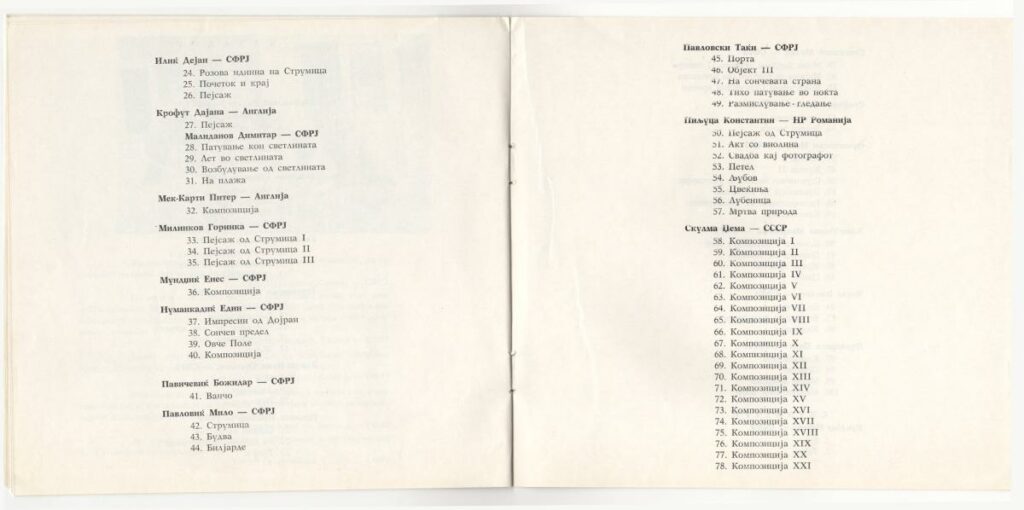 Илиќ Дејан — СФРЈ
24. Розова идиина на Струмица
25. Почеток и крај
26. Пејсаж
Крофут Дајана — Англија
27. Пејсаж
Малиданов Димитар — СФРЈ
28. Патување кон светлината
29. Лет во светлината
30. Возбудување од светлината
31. На плажа
Мек-Карти Питер — Англија
32. Композиција
Милинков Горинка — СФРЈ
33. Пејсаж од Струмица I
34. Пејсаж од Струмица II
35. Пејсаж од Струмица III
Мунџиќ Енес — СФРЈ
36. Композиција
Нуманкадиќ Един — СФРЈ
37. Импресии од Дојран
38. Сончев предел
39. Овче Поле
40. Композиција
Павичевиќ Божидар — СФРЈ
41. Ванчо
Павловиќ Мило — СФРЈ
42. Струмица
43. Будва
44. Билјарде
Павловски Таки — СФРЈ
45. Порта
46. Објект III
47. На сончевата страна
48. Тихо патување во ноќта
49. Размислување - гледање
Пиљуца Константин — НР Романија
50. Пејсаж од Струмица
51. Акт со виолина
52. Свадба кај фотографот
53. Петел
54. Љубов
55. Цвеќиња
56. Лубеница
57. Мртва природа
Скулма Џема — СССР
58. Композиција I
59. Композиција II
60. Композиција III
61. Композиција IV
62. Композиција V
63. Композиција VI
64. Композиција VII
65. Композиција VIII
66. Композиција IX
67. Композиција X
68. Композиција XI
69. Композиција XII
70. Композиција XIII
71. Композиција XIV
72. Композиција XV
73. Композиција XVI
74. Композиција XVII
75. Композиција XVIII
76. Композиција XIX
77. Композиција XX
78. Композиција XXI